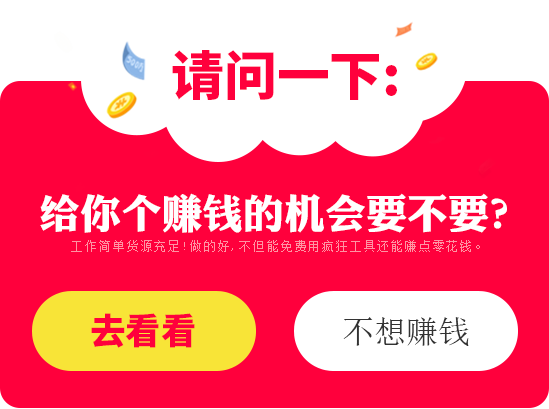 请问一下:
给你个赚钱的机会要不要?
工作简单货源充足!做的好,不但能免费用疯狂工具还能赚点零花钱。
去看看
不想赚钱